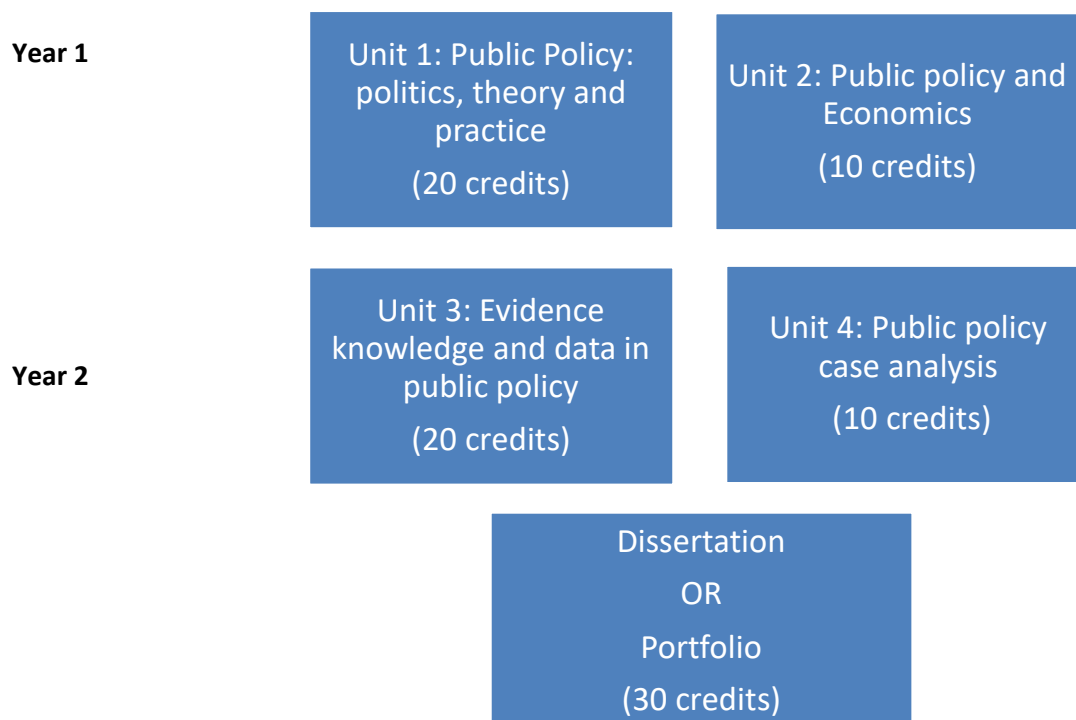 Year 1
Unit 1: Public Policy:
politics, theory and
practice
(20 credits)
Unit 2: Public policy and
Economics
(10 credits)
Year 2
Unit 3: Evidence
knowledge and data in
public policy
(20 credits)
Unit 4: Public policy
case analysis
(10 credits)
Dissertation
OR
Portfolio
(30 credits)